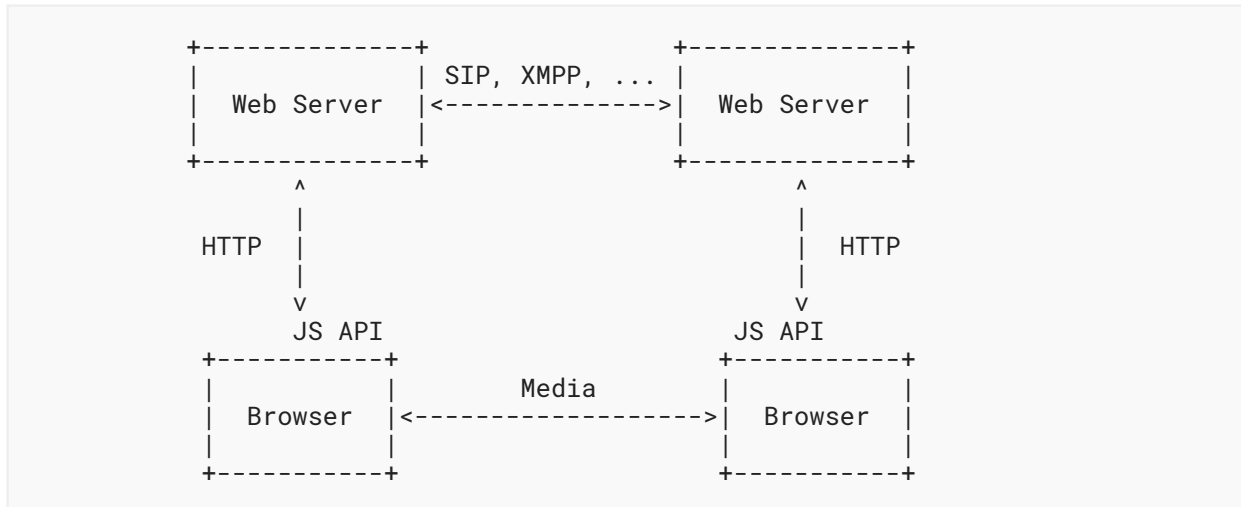 SIP, XMPP, ...
Web Server Web Server
HTTP HTTP
JS API JS API
Media
Browser Browser